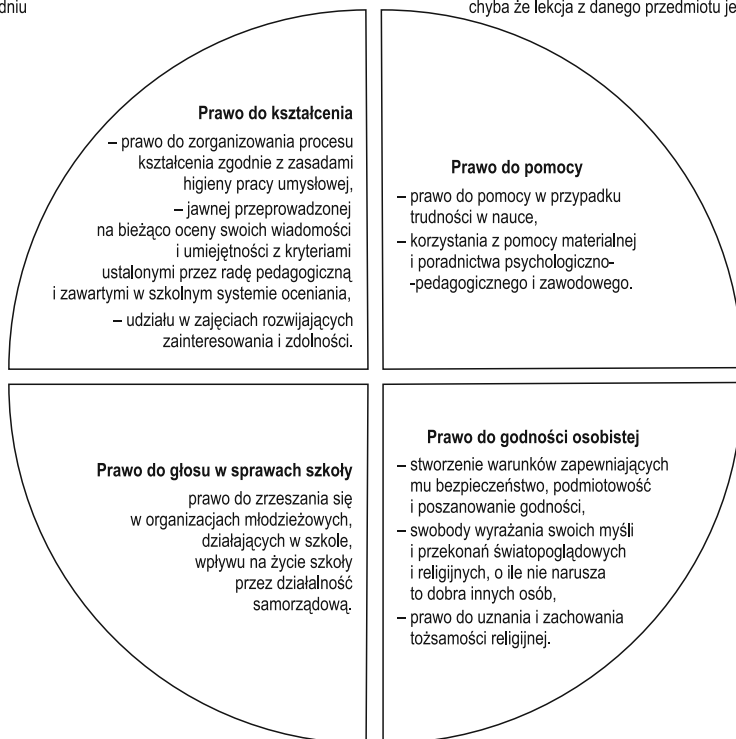 dniu
chyba że lekcja z danego przedmiotu je
Prawo do kształcenia
– prawo do zorganizowania procesu
kształcenia zgodnie z zasadami
higieny pracy umysłowej,
– jawnej przeprowadzonej
na bieżąco oceny swoich wiadomości
i umiejętności z kryteriami
ustalonymi przez radę pedagogiczną
i zawartymi w szkolnym systemie oceniania,
– udziału w zajęciach rozwijających
zainteresowania i zdolności.
Prawo do pomocy
– prawo do pomocy w przypadku
trudności w nauce,
– korzystania z pomocy materialnej
i poradnictwa psychologiczno-
-pedagogicznego i zawodowego.
Prawo do głosu w sprawach szkoły
prawo do zrzeszania się
w organizacjach młodzieżowych,
działających w szkole,
wpływu na życie szkoły
przez działalność
samorządową.
Prawo do godności osobistej
– stworzenie warunków zapewniających
mu bezpieczeństwo, podmiotowość
i poszanowanie godności,
– swobody wyrażania swoich myśli
i przekonań światopoglądowych
i religijnych, o ile nie narusza
to dobra innych osób,
– prawo do uznania i zachowania
tożsamości religijnej.